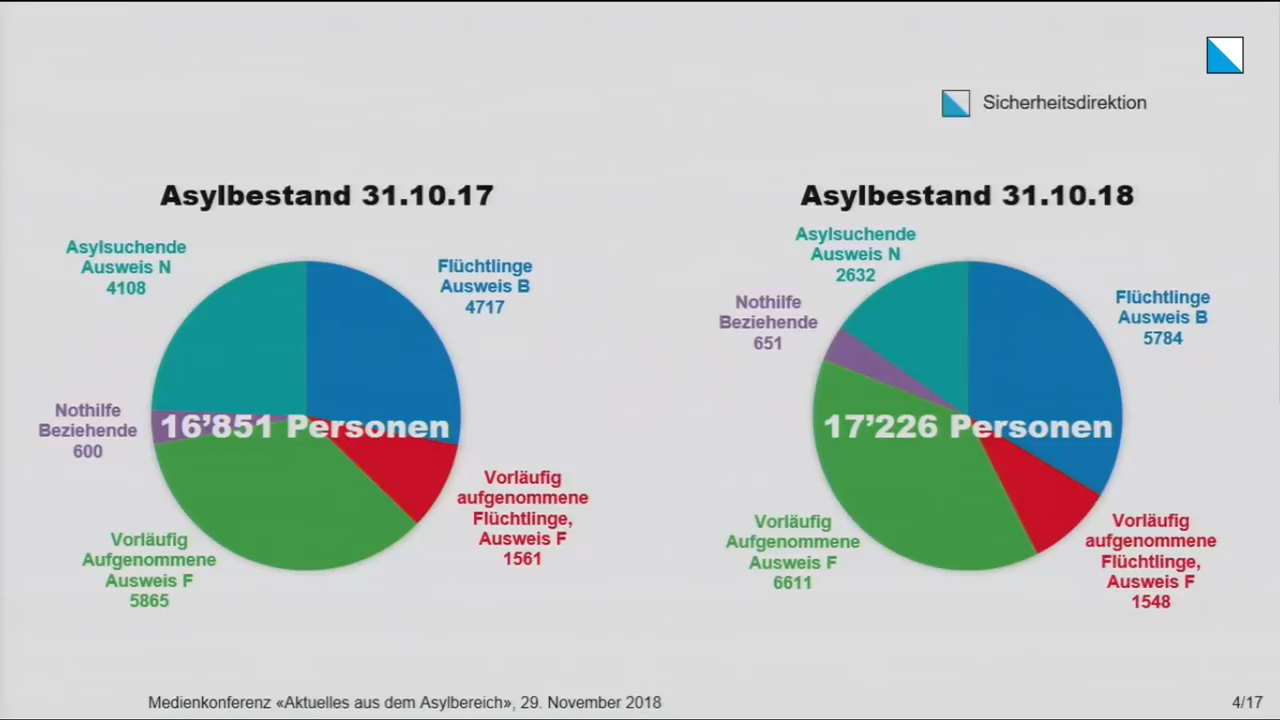 Sicherheitsdirektion
Asylbestand 31.10.17
Asylsuchende
Ausweis N
4108
Flüchtlinge
Ausweis B
4717
Nothilfe
Beziehende
600
16’851 Personen
Vorläufig
aufgenommene
Flüchtlinge,
Ausweis F
1561
Vorläufig
Aufgenommene
Ausweis F
5865
Asylbestand 31.10.18
Asylsuchende
Ausweis N
2632
Nothilfe
Beziehende
651
Flüchtlinge
Ausweis B
5784
17’226 Personen
Vorläufig
Aufgenommene
Ausweis F
6611
Vorläufig
aufgenommene
Flüchtlinge,
Ausweis F
1548
Medienkonferenz «Aktuelles aus dem Asylbereich», 29. November 2018
4/17